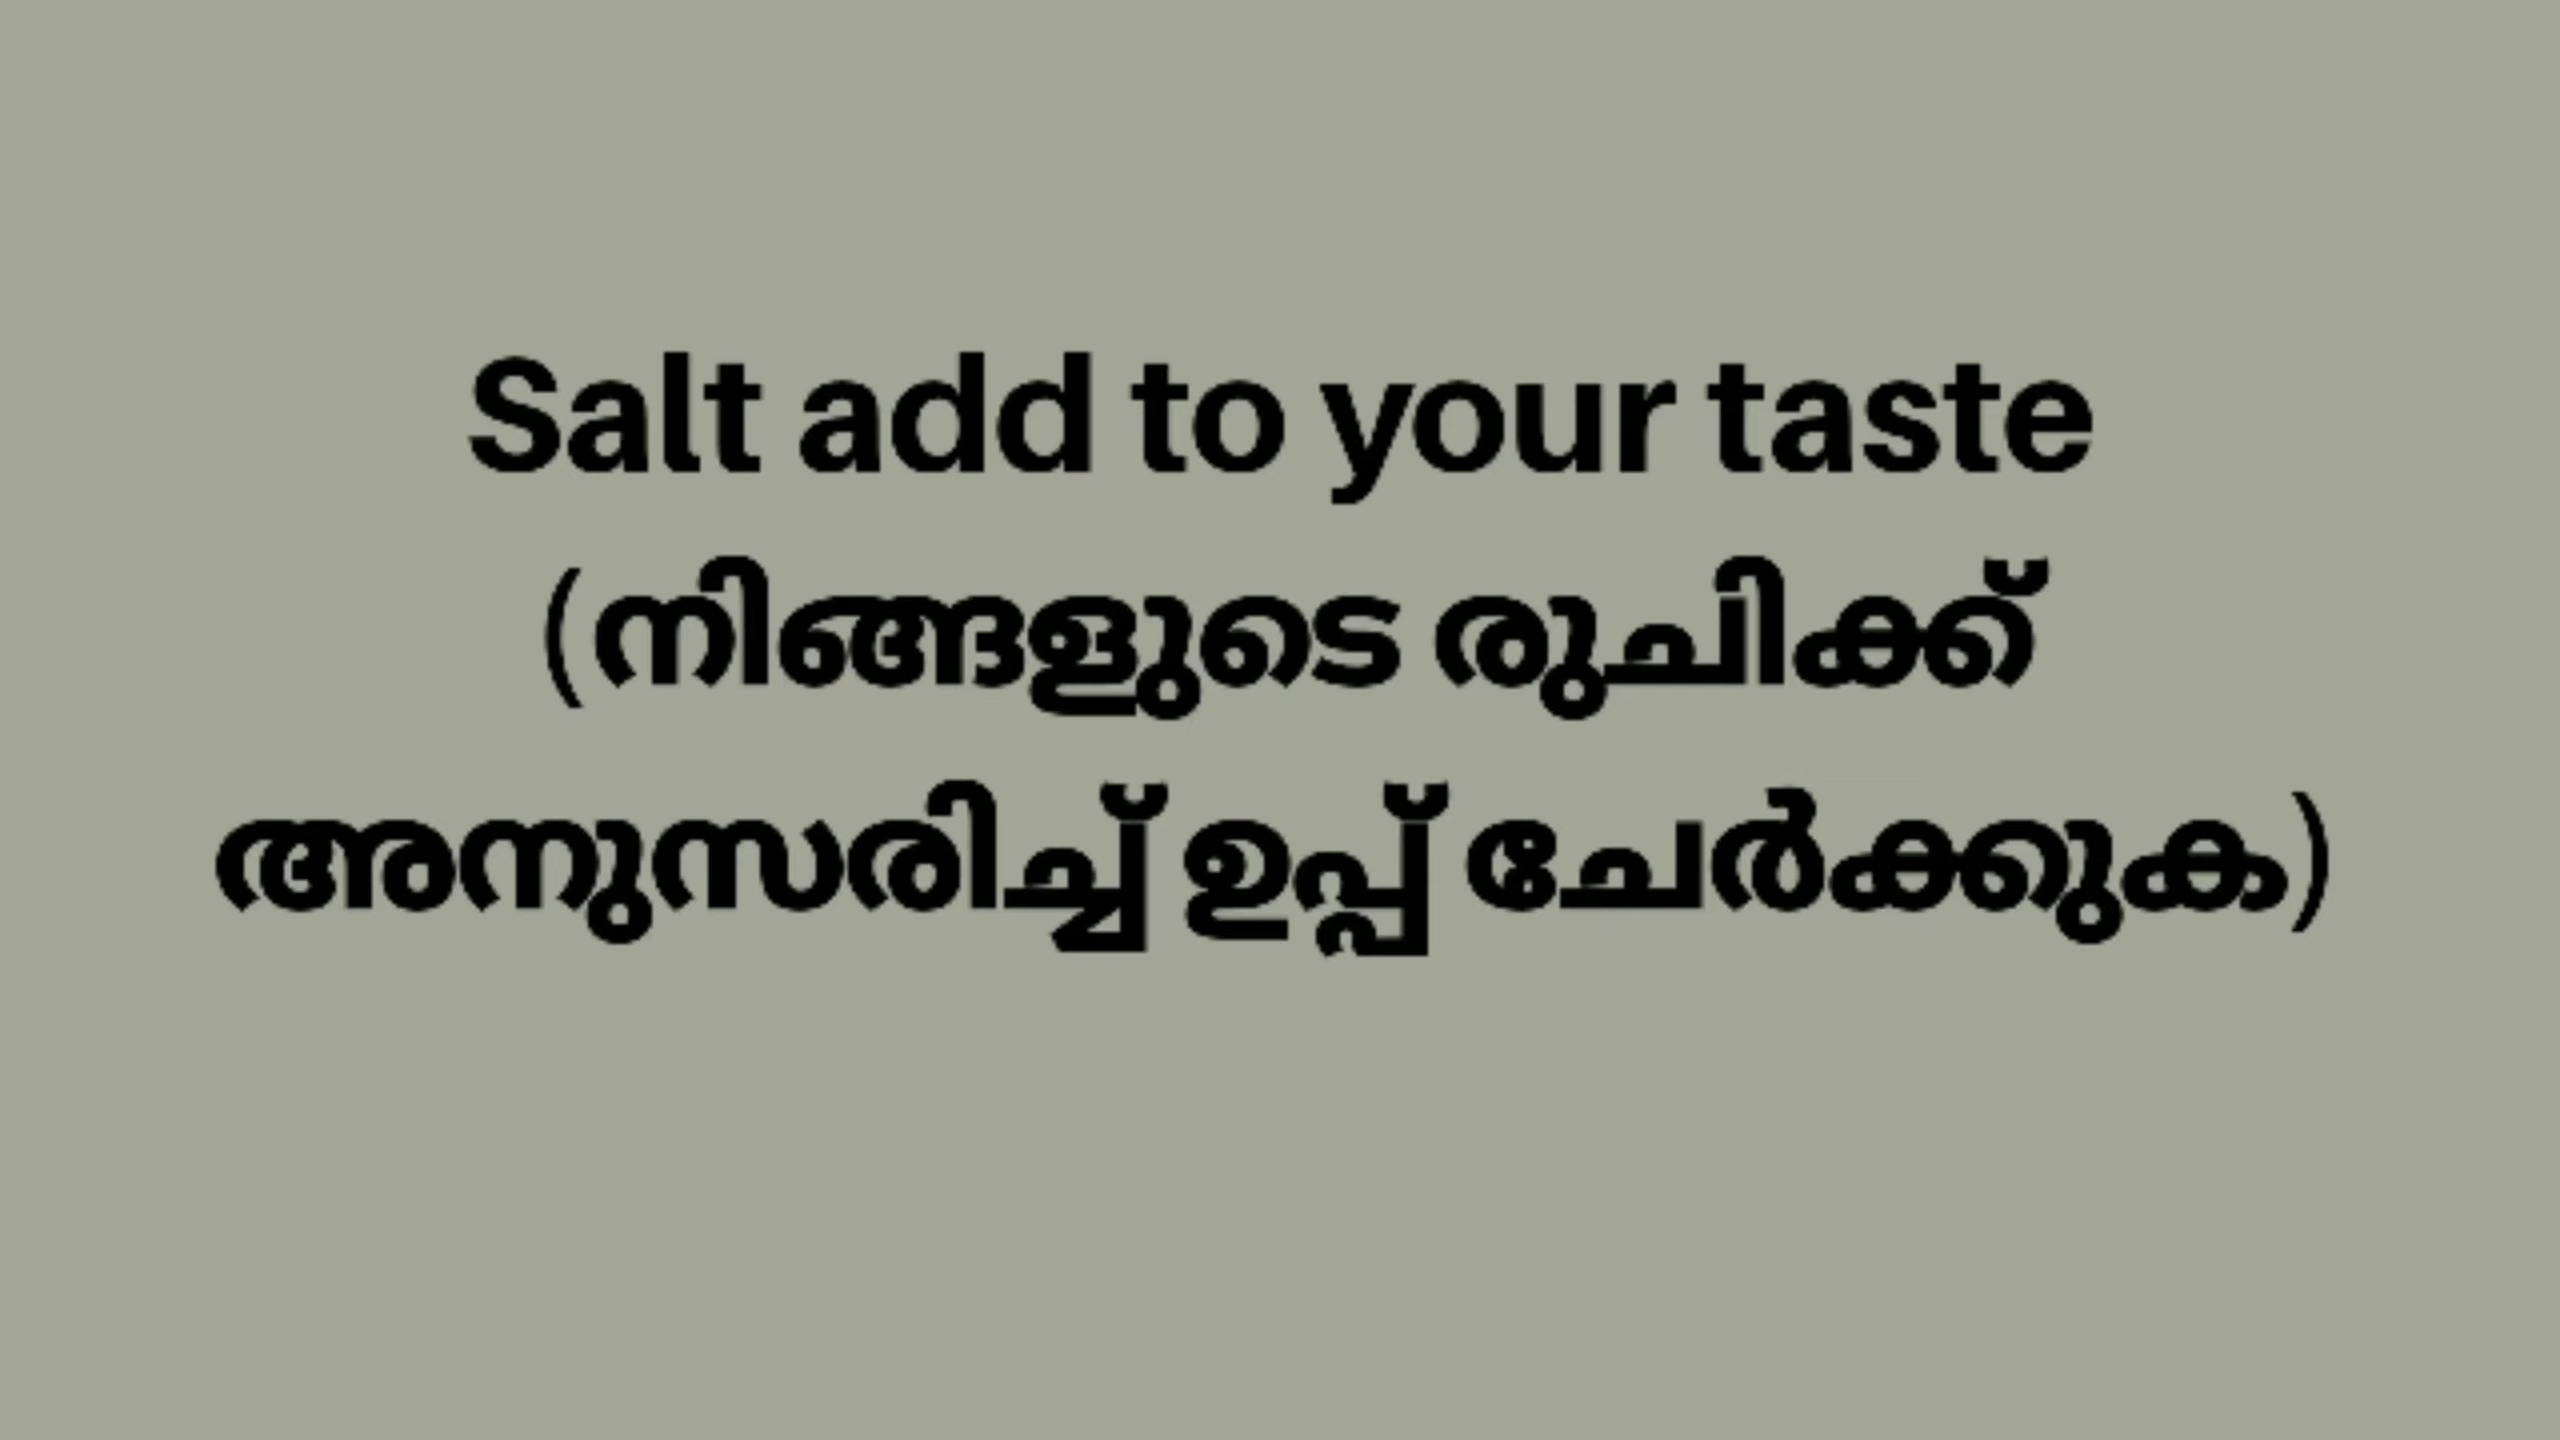 Salt add to your taste
(നിങ്ങളുടെ രുചിക്ക്
അനുസരിച്ച് ഉപ്പ് ചേർക്കുക)